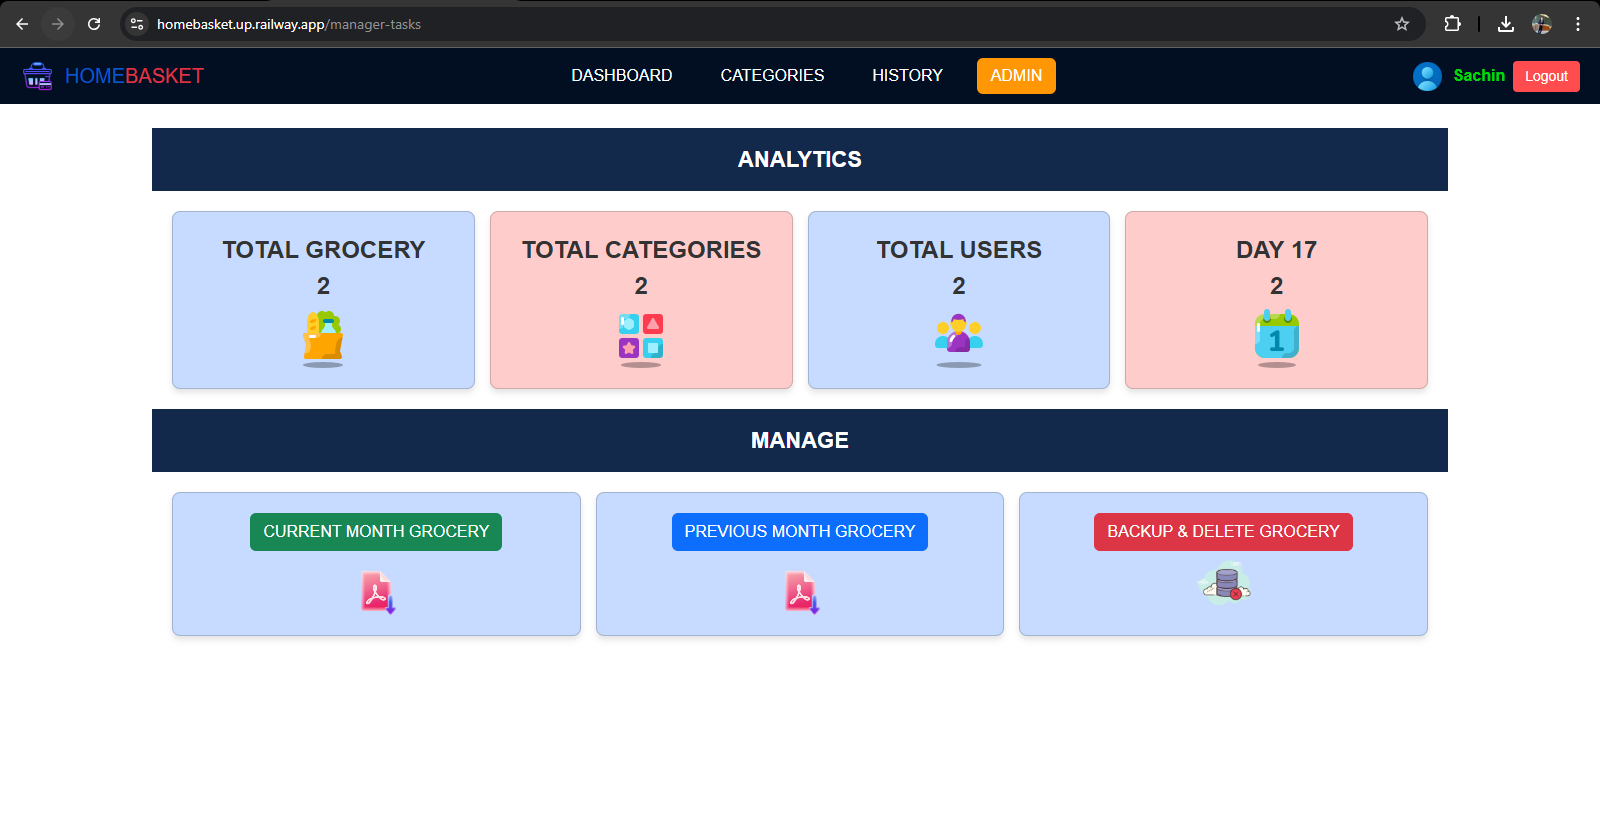 homebasket.up.railway.app/manager-tasks
HOMEBASKET
DASHBOARD
CATEGORIES
HISTORY
ADMIN
Sachin
Logout
ANALYTICS
TOTAL GROCERY
2
TOTAL CATEGORIES
2
TOTAL USERS
2
DAY 17
2
1
MANAGE
CURRENT MONTH GROCERY
PREVIOUS MONTH GROCERY
BACKUP & DELETE GROCERY